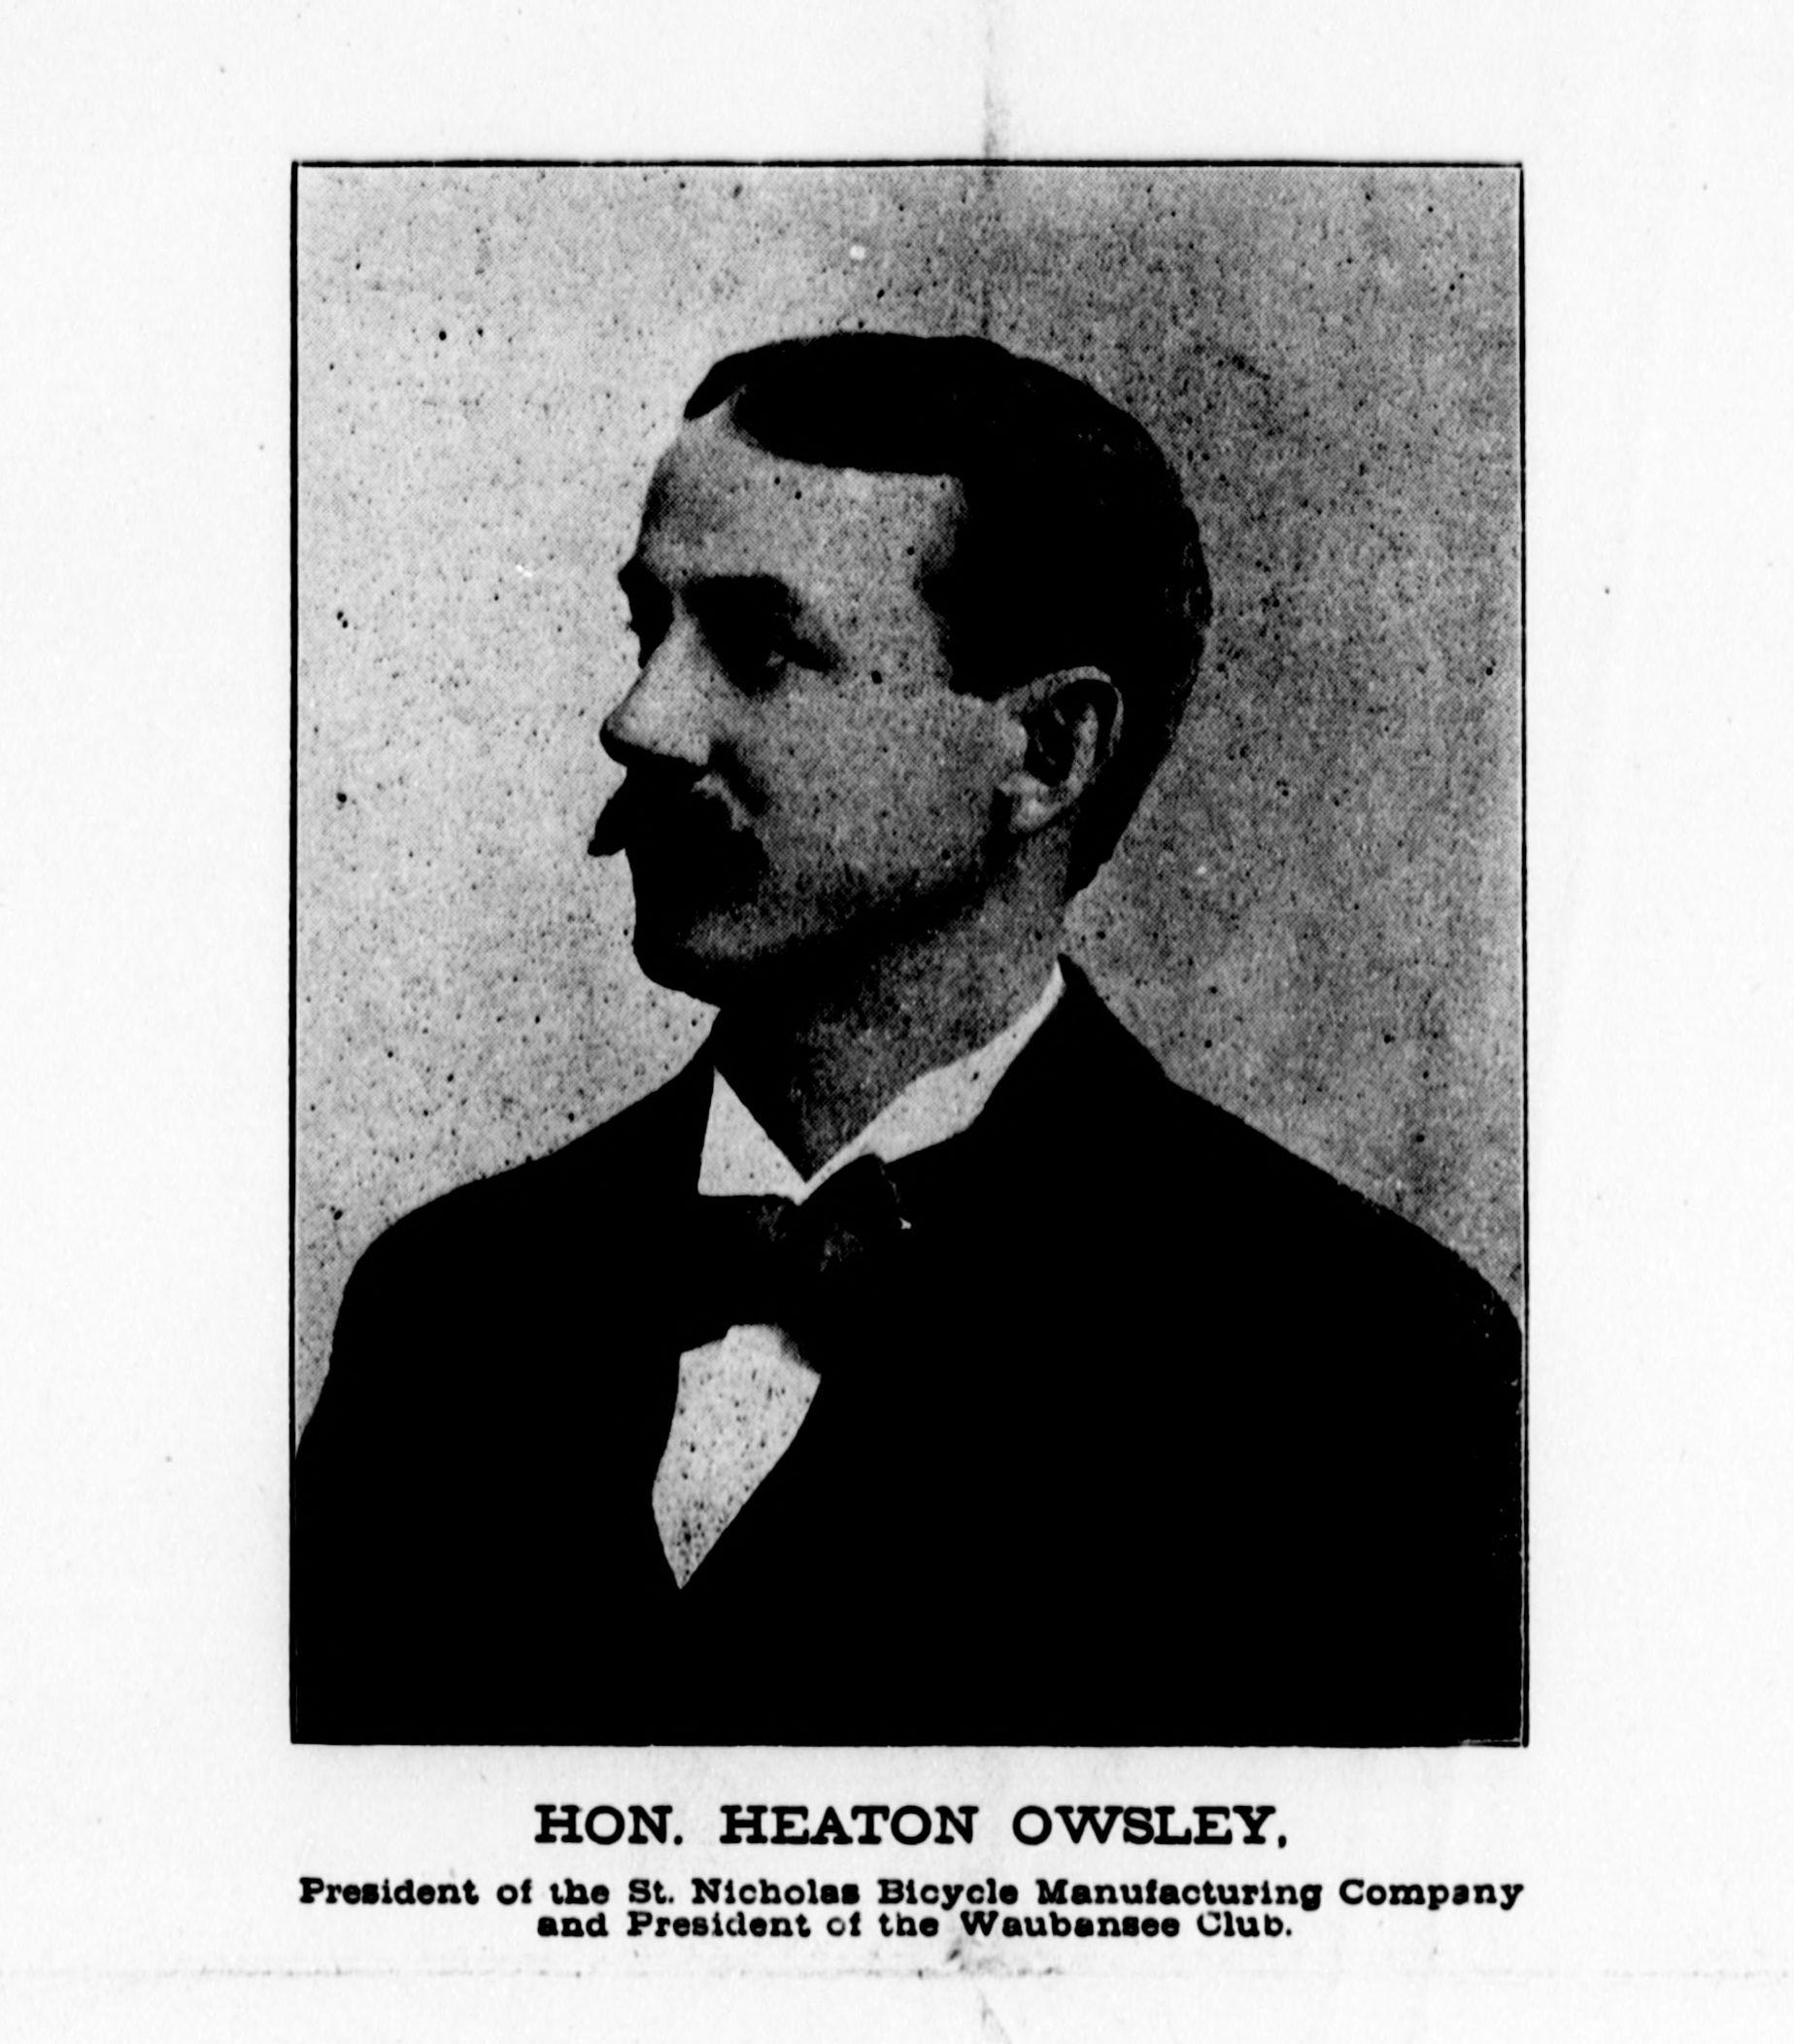 HON. HEATON OWSLEY,
President of the St. Nicholas Bicycle Manufacturing Company
and President of the Waubansee Club.